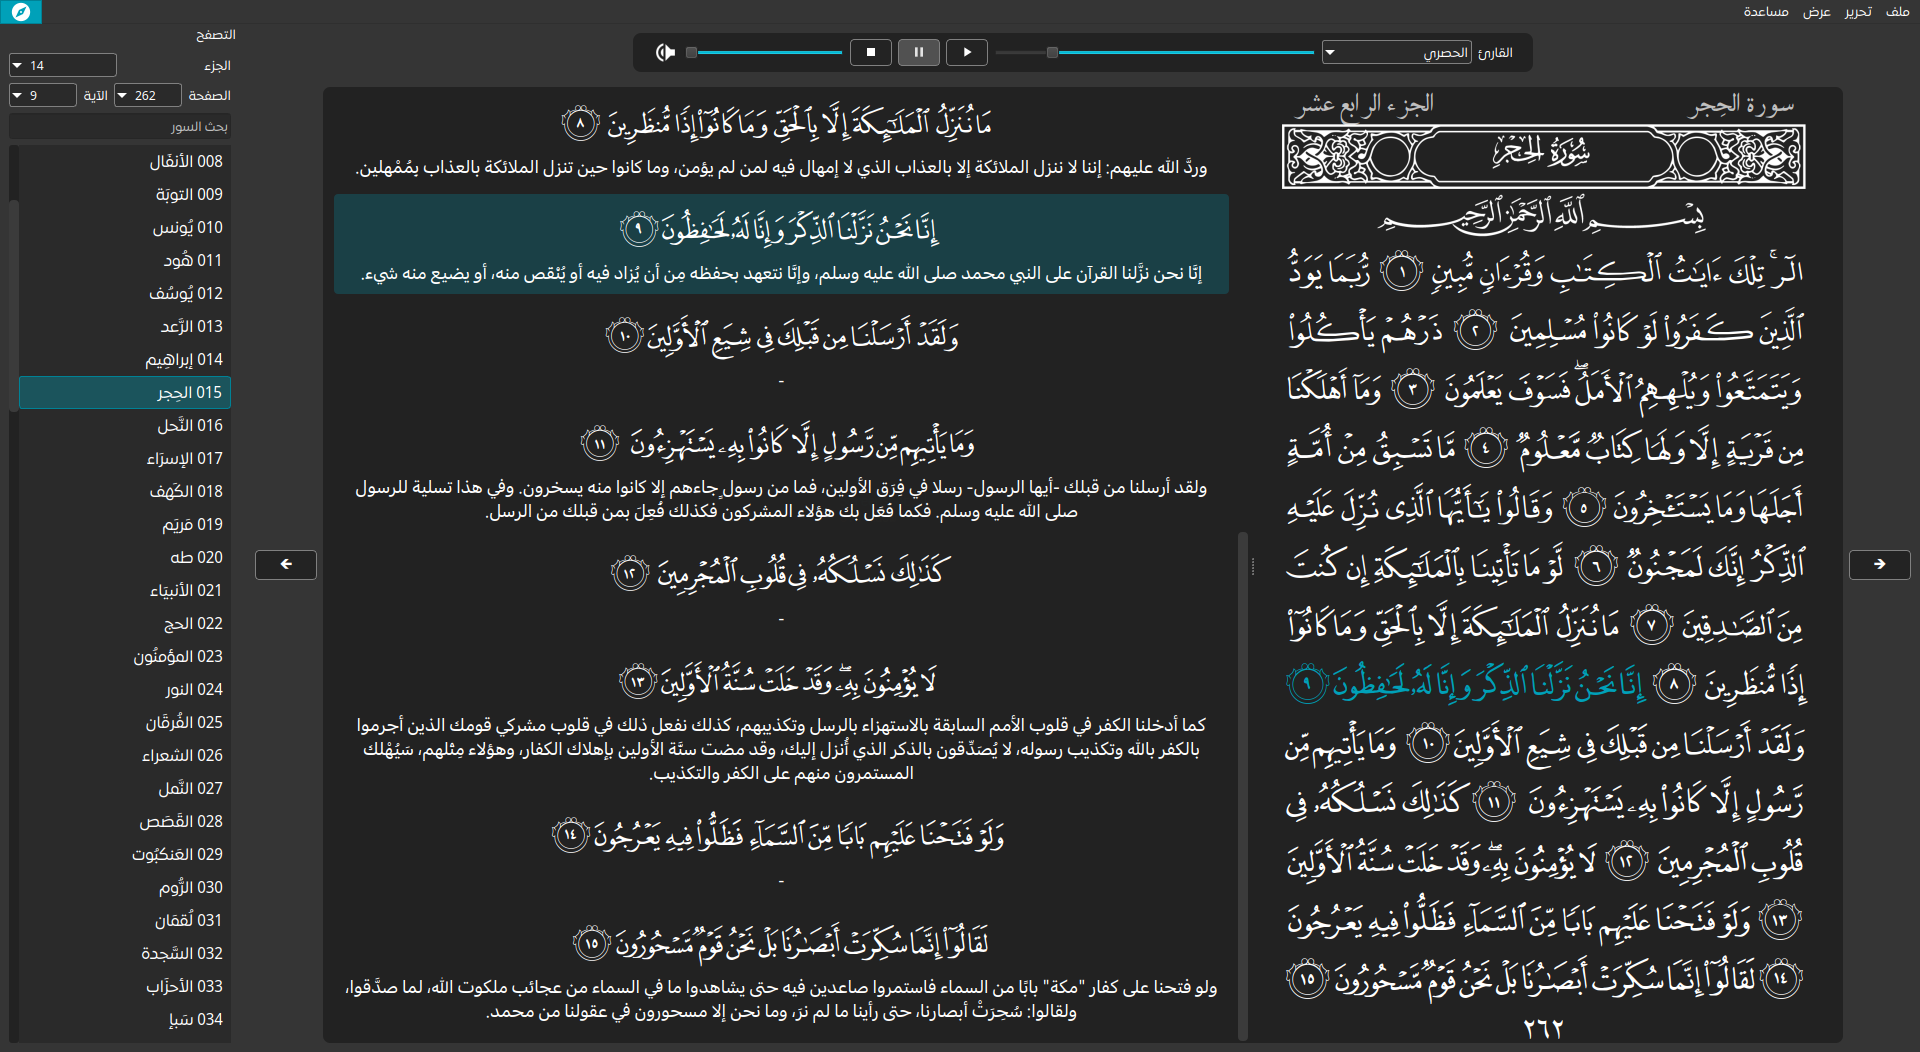 ملف تحرير عرض مساعدة
القارئ الحصري
سورة الحِجر الجزء الرابع عشر
سُورَةُ الحِجْرِ
بِسْمِ ٱللَّهِ ٱلرَّحْمَٰنِ ٱلرَّحِيمِ
الٓرۚ تِلْكَ ءَايَٰتُ ٱلْكِتَٰبِ وَقُرْءَانٍ مُّبِينٍ ١ رُّبَمَا يَوَدُّ
ٱلَّذِينَ كَفَرُوا۟ لَوْ كَانُوا۟ مُسْلِمِينَ ٢ ذَرْهُمْ يَأْكُلُوا۟
وَيَتَمَتَّعُوا۟ وَيُلْهِهِمُ ٱلْأَمَلُۖ فَسَوْفَ يَعْلَمُونَ ٣ وَمَآ أَهْلَكْنَا
مِن قَرْيَةٍ إِلَّا وَلَهَا كِتَابٌ مَّعْلُومٌ ٤ مَّا تَسْبِقُ مِنْ أُمَّةٍ
أَجَلَهَا وَمَا يَسْتَـْٔخِرُونَ ٥ وَقَالُوا۟ يَٰٓأَيُّهَا ٱلَّذِى نُزِّلَ عَلَيْهِ
ٱلذِّكْرُ إِنَّكَ لَمَجْنُونٌ ٦ لَّوْ مَا تَأْتِينَا بِٱلْمَلَٰٓئِكَةِ إِن كُنتَ
مِنَ ٱلصَّٰدِقِينَ ٧ مَا نُنَزِّلُ ٱلْمَلَٰٓئِكَةَ إِلَّا بِٱلْحَقِّ وَمَا كَانُوٓا۟
إِذًا مُّنظَرِينَ ٨ إِنَّا نَحْنُ نَزَّلْنَا ٱلذِّكْرَ وَإِنَّا لَهُۥ لَحَٰفِظُونَ ٩
وَلَقَدْ أَرْسَلْنَا مِن قَبْلِكَ فِى شِيَعِ ٱلْأَوَّلِينَ ١٠ وَمَا يَأْتِيهِم مِّن
رَّسُولٍ إِلَّا كَانُوا۟ بِهِۦ يَسْتَهْزِءُونَ ١١ كَذَٰلِكَ نَسْلُكُهُۥ فِى
قُلُوبِ ٱلْمُجْرِمِينَ ١٢ لَا يُؤْمِنُونَ بِهِۦۖ وَقَدْ خَلَتْ سُنَّةُ ٱلْأَوَّلِينَ
١٣ وَلَوْ فَتَحْنَا عَلَيْهِم بَابًا مِّنَ ٱلسَّمَآءِ فَظَلُّوا۟ فِيهِ يَعْرُجُونَ
١٤ لَقَالُوٓا۟ إِنَّمَا سُكِّرَتْ أَبْصَٰرُنَا بَلْ نَحْنُ قَوْمٌ مَّسْحُورُونَ ١٥
٢٦٢
مَا نُنَزِّلُ ٱلْمَلَٰٓئِكَةَ إِلَّا بِٱلْحَقِّ وَمَا كَانُوٓا۟ إِذًا مُّنظَرِينَ ٨
وردَّ الله عليهم: إننا لا ننزل الملائكة إلا بالعذاب الذي لا إمهال فيه لمن لم يؤمن، وما كانوا حين تنزل الملائكة بالعذاب بمُمْهلين.
إِنَّا نَحْنُ نَزَّلْنَا ٱلذِّكْرَ وَإِنَّا لَهُۥ لَحَٰفِظُونَ ٩
إنَّا نحن نزَّلنا القرآن على النبي محمد صلى الله عليه وسلم، وإنَّا نتعهد بحفظه مِن أن يُزاد فيه أو يُنْقص منه، أو يضيع منه شيء.
وَلَقَدْ أَرْسَلْنَا مِن قَبْلِكَ فِى شِيَعِ ٱلْأَوَّلِينَ ١٠
-
وَمَا يَأْتِيهِم مِّن رَّسُولٍ إِلَّا كَانُوا۟ بِهِۦ يَسْتَهْزِءُونَ ١١
ولقد أرسلنا من قبلك -أيها الرسول- رسلا في فِرَق الأولين، فما من رسولٍ جاءهم إلا كانوا منه يسخرون. وفي هذا تسلية للرسول
صلى الله عليه وسلم. فكما فعَل بك هؤلاء المشركون فكذلك فُعِلَ بمن قبلك من الرسل.
كَذَٰلِكَ نَسْلُكُهُۥ فِى قُلُوبِ ٱلْمُجْرِمِينَ ١٢
-
لَا يُؤْمِنُونَ بِهِۦۖ وَقَدْ خَلَتْ سُنَّةُ ٱلْأَوَّلِينَ ١٣
كما أدخلنا الكفر في قلوب الأمم السابقة بالاستهزاء بالرسل وتكذيبهم، كذلك نفعل ذلك في قلوب مشركي قومك الذين أجرموا
بالكفر بالله وتكذيب رسوله، لا يُصَدِّقون بالذكر الذي أُنزل إليك، وقد مضت سنَّة الأولين بإهلاك الكفار، وهؤلاء مِثلهم، سَيُهْلك
المستمرون منهم على الكفر والتكذيب.
وَلَوْ فَتَحْنَا عَلَيْهِم بَابًا مِّنَ ٱلسَّمَآءِ فَظَلُّوا۟ فِيهِ يَعْرُجُونَ ١٤
-
لَقَالُوٓا۟ إِنَّمَا سُكِّرَتْ أَبْصَٰرُنَا بَلْ نَحْنُ قَوْمٌ مَّسْحُورُونَ ١٥
ولو فتحنا على كفار "مكة" بابًا من السماء فاستمروا صاعدين فيه حتى يشاهدوا ما في السماء من عجائب ملكوت الله، لما صدَّقوا،
ولقالوا: سُحِرَتْ أبصارنا، حتى رأينا ما لم نرَ، وما نحن إلا مسحورون في عقولنا من محمد.
التصفح
الجزء 14
الصفحة 262 الآية 9
بحث السور
008 الأنفَال
009 التوبَة
010 يُونس
011 هُود
012 يُوسُف
013 الرَّعد
014 إبراهِيم
015 الحِجر
016 النَّحل
017 الإسرَاء
018 الكَهف
019 مَريَم
020 طه
021 الأنبيَاء
022 الحج
023 المؤمنُون
024 النور
025 الفُرقَان
026 الشعراء
027 النَّمل
028 القَصَص
029 العَنكبُوت
030 الرُّوم
031 لُقمَان
032 السَّجدة
033 الأحزَاب
034 سَبإ